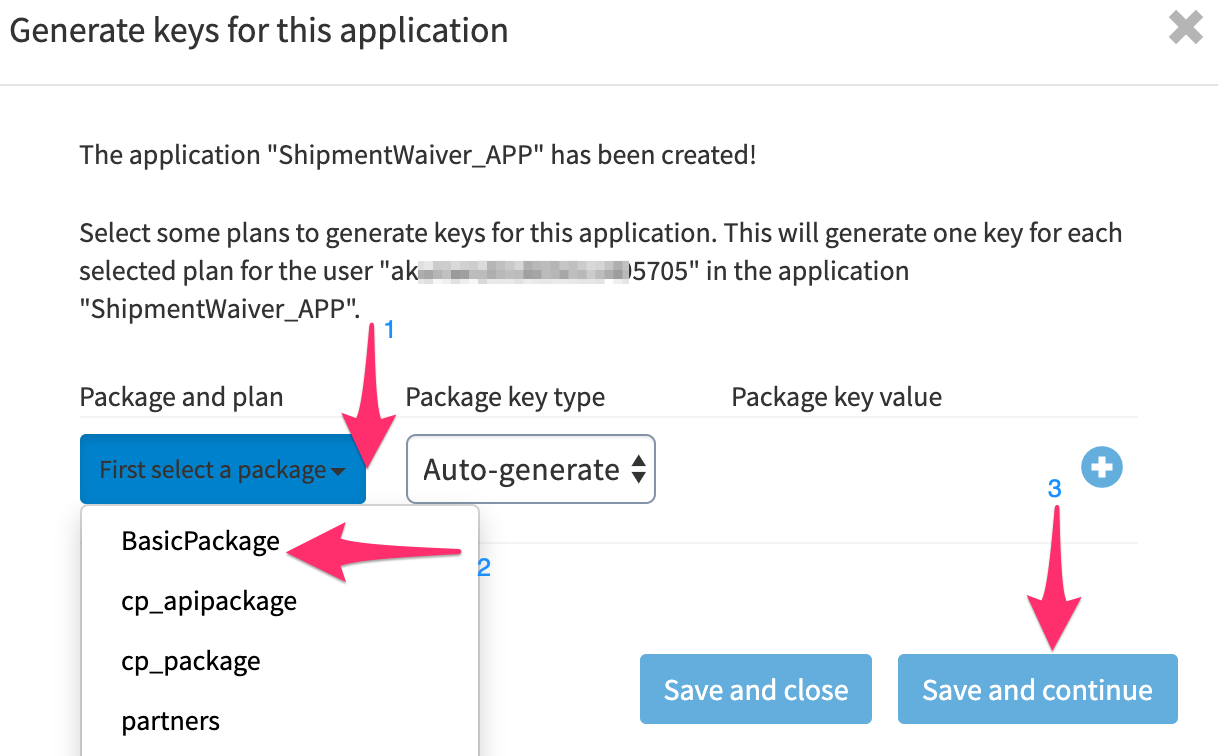 Generate keys for this application
The application "ShipmentWaiver_APP" has been created!
Select some plans to generate keys for this application. This will generate one key for each
selected plan for the user "ak 05705" in the application
"ShipmentWaiver_APP".
1
Package and plan Package key type Package key value
First select a package Auto-generate
3
BasicPackage
2
cp_apipackage
cp_package
partners
Save and close Save and continue